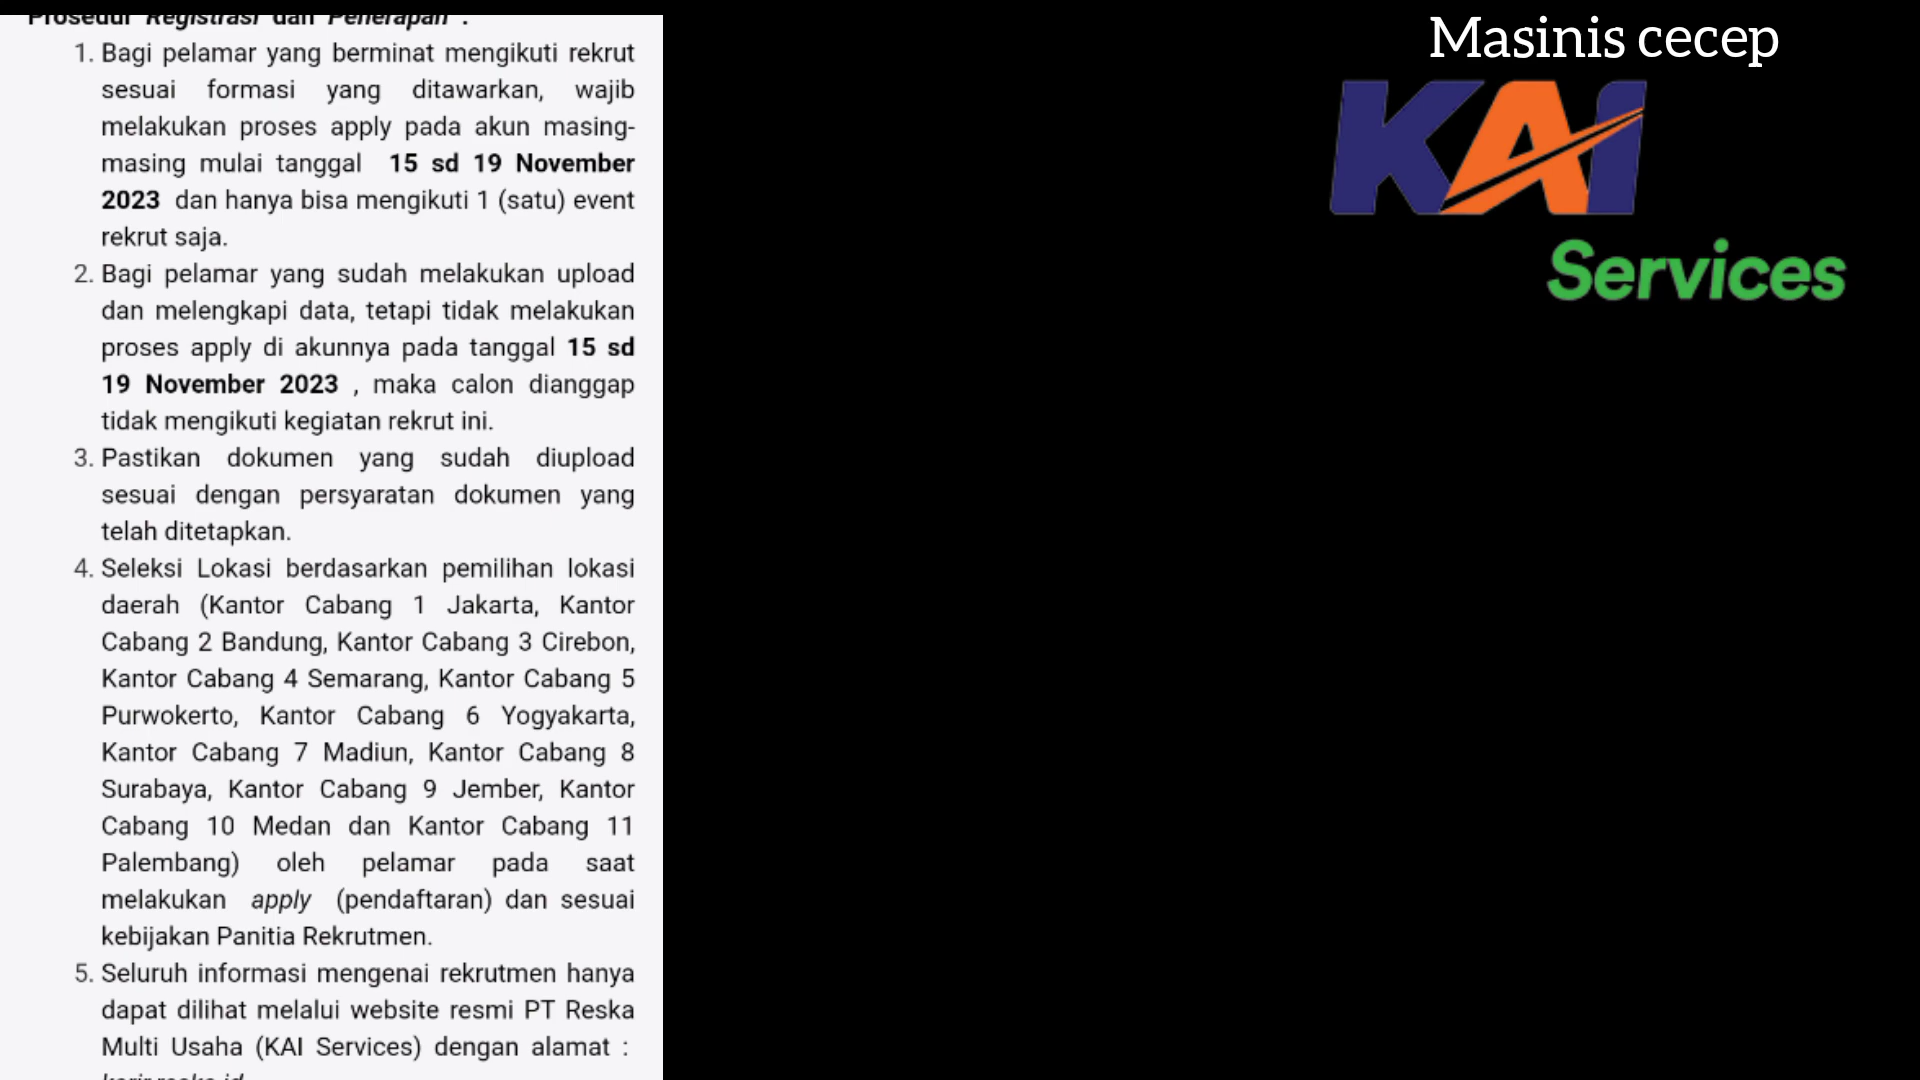 Prosedur Registrasi dan Penerapan :
1. Bagi pelamar yang berminat mengikuti rekrut
sesuai formasi yang ditawarkan, wajib
melakukan proses apply pada akun masing-
masing mulai tanggal 15 sd 19 November
2023 dan hanya bisa mengikuti 1 (satu) event
rekrut saja.
2. Bagi pelamar yang sudah melakukan upload
dan melengkapi data, tetapi tidak melakukan
proses apply di akunnya pada tanggal 15 sd
19 November 2023 , maka calon dianggap
tidak mengikuti kegiatan rekrut ini.
3. Pastikan dokumen yang sudah diupload
sesuai dengan persyaratan dokumen yang
telah ditetapkan.
4. Seleksi Lokasi berdasarkan pemilihan lokasi
daerah (Kantor Cabang 1 Jakarta, Kantor
Cabang 2 Bandung, Kantor Cabang 3 Cirebon,
Kantor Cabang 4 Semarang, Kantor Cabang 5
Purwokerto, Kantor Cabang 6 Yogyakarta,
Kantor Cabang 7 Madiun, Kantor Cabang 8
Surabaya, Kantor Cabang 9 Jember, Kantor
Cabang 10 Medan dan Kantor Cabang 11
Palembang) oleh pelamar pada saat
melakukan apply (pendaftaran) dan sesuai
kebijakan Panitia Rekrutmen.
5. Seluruh informasi mengenai rekrutmen hanya
dapat dilihat melalui website resmi PT Reska
Multi Usaha (KAI Services) dengan alamat :
Masinis cecep
KAI
Services